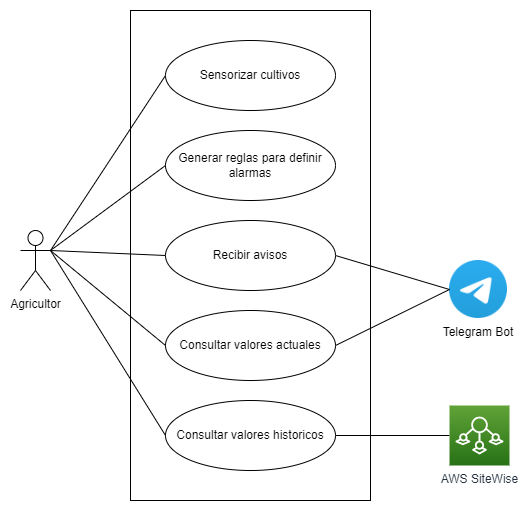 Sensorizar cultivos
Generar reglas para definir
alarmas
Recibir avisos
Agricultor
Telegram Bot
Consultar valores actuales
Consultar valores historicos
AWS SiteWise